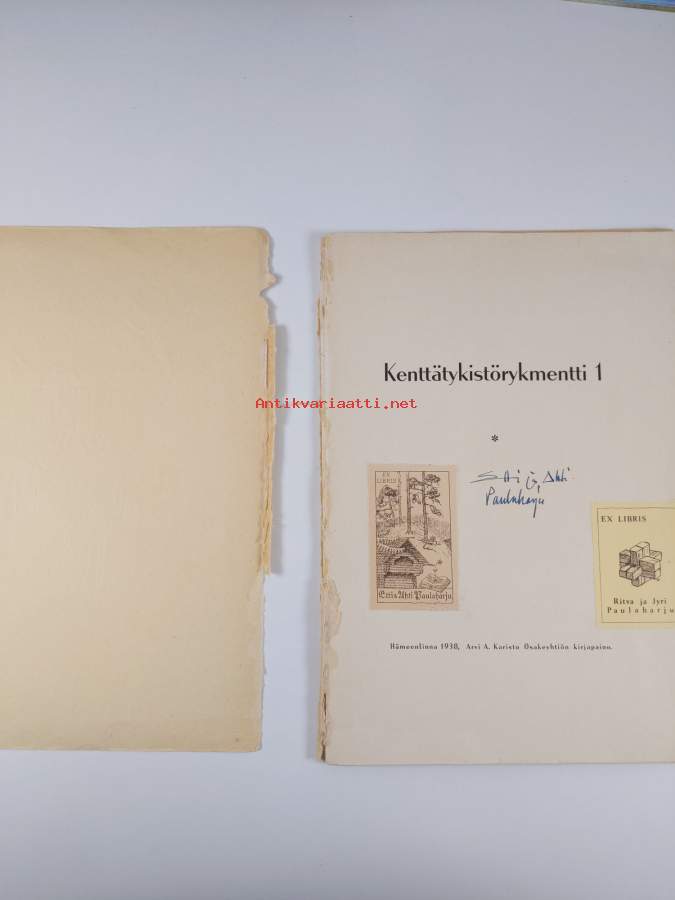 Kenttätykistörykmentti 1
Antikvariaatti.net
*
EX
LIBRIS
Ahti
Paulaharju
Ahti Paulaharju
EX LIBRIS
Ritva ja Jyri
Paulaharju
Hämeenlinna 1938, Arvi A. Karisto Osakeyhtiön kirjapaino.